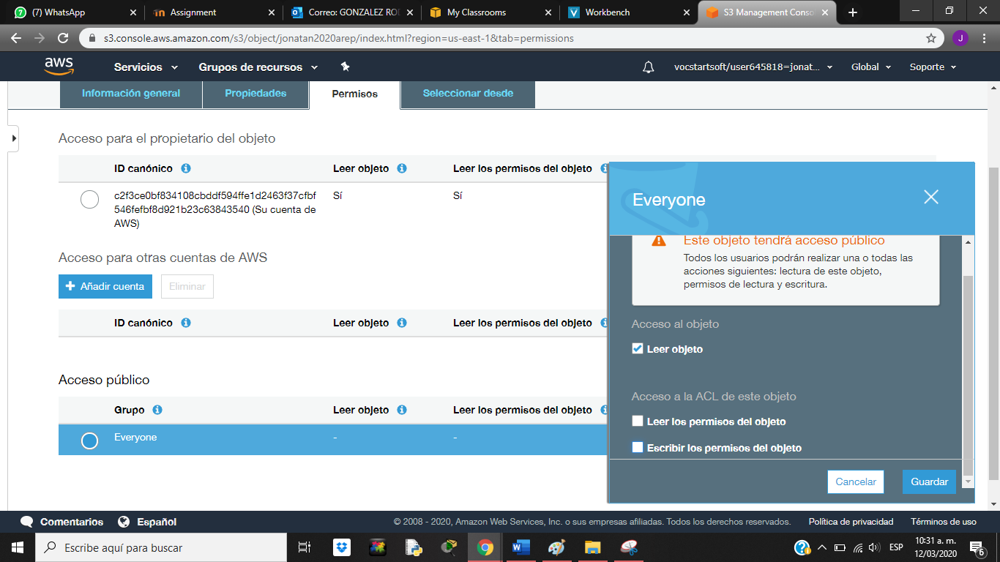 (7) WhatsApp
Assignment
Correo: GONZALEZ RO
My Classrooms
Workbench
S3 Management Conso
s3.console.aws.amazon.com/s3/object/jonatan2020arep/index.html?region=us-east-1&tab=permissions
J
aws
Servicios
Grupos de recursos
vocstartsoft/user645818=jonat...
Global
Soporte
Información general
Propiedades
Permisos
Seleccionar desde
Acceso para el propietario del objeto
ID canónico
Leer objeto
Leer los permisos del objeto
c2f3ce0bf834108cbddf594ffe1d2463f37cfbf
546fefbf8d921b23c63843540 (Su cuenta de
AWS)
Sí
Sí
Acceso para otras cuentas de AWS
Añadir cuenta
Eliminar
ID canónico
Leer objeto
Leer los permisos del objeto
Acceso público
Grupo
Leer objeto
Leer los permisos del objeto
Everyone
-
-
Everyone
Este objeto tendrá acceso público
Todos los usuarios podrán realizar una o todas las
acciones siguientes: lectura de este objeto,
permisos de lectura y escritura.
Acceso al objeto
Leer objeto
Acceso a la ACL de este objeto
Leer los permisos del objeto
Escribir los permisos del objeto
Cancelar
Guardar
Comentarios
Español
© 2008 - 2020, Amazon Web Services, Inc. o sus empresas afiliadas. Todos los derechos reservados.
Política de privacidad
Términos de uso
Escribe aquí para buscar
ESP
10:31 a. m.
12/03/2020
6